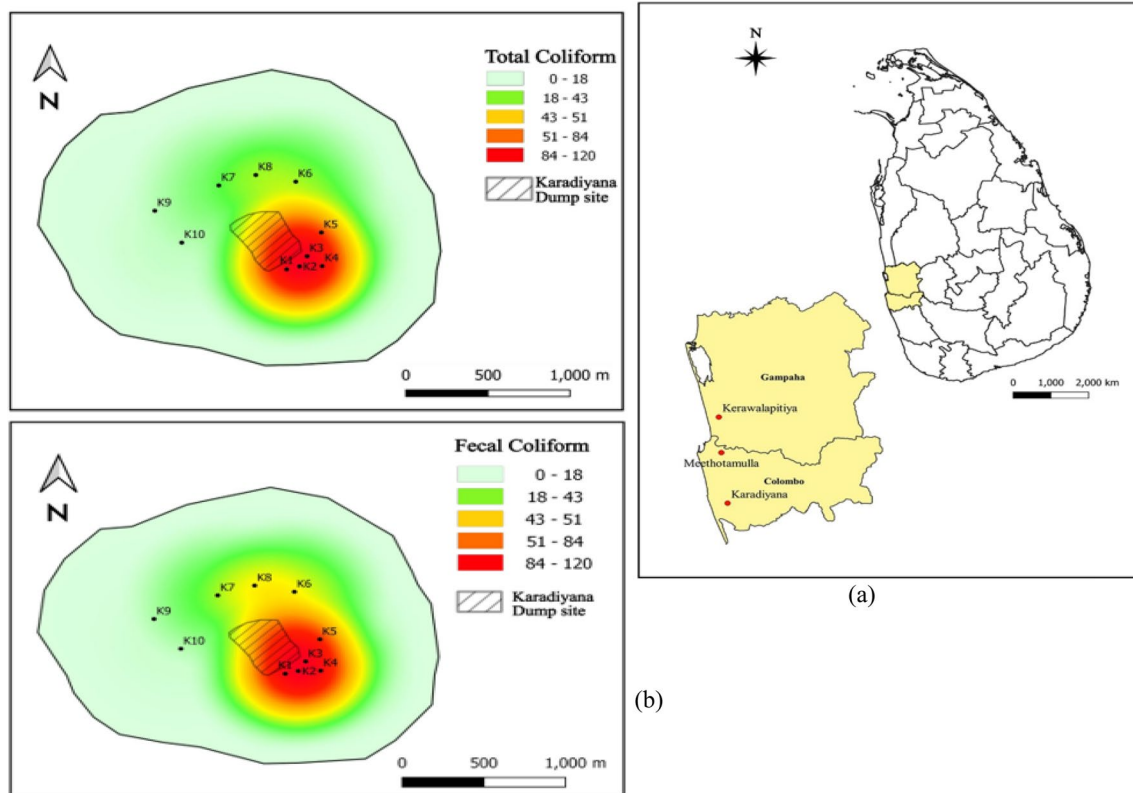 Total Coliform
0 - 18
18 - 43
43 - 51
51 - 84
84 - 120
Karadiyana
Dump site
N
K8
K7
K6
K9
K5
K10
K3
K1
K2
K4
0
500
1,000 m
Fecal Coliform
0 - 18
18 - 43
43 - 51
51 - 84
84 - 120
Karadiyana
Dump site
N
K8
K7
K6
K9
K5
K10
K3
K1
K2
K4
0
500
1,000 m
(b)
N
0
1,000
2,000 km
Gampaha
Kerawalapitiya
Meethotamulla
Colombo
Karadiyana
(a)